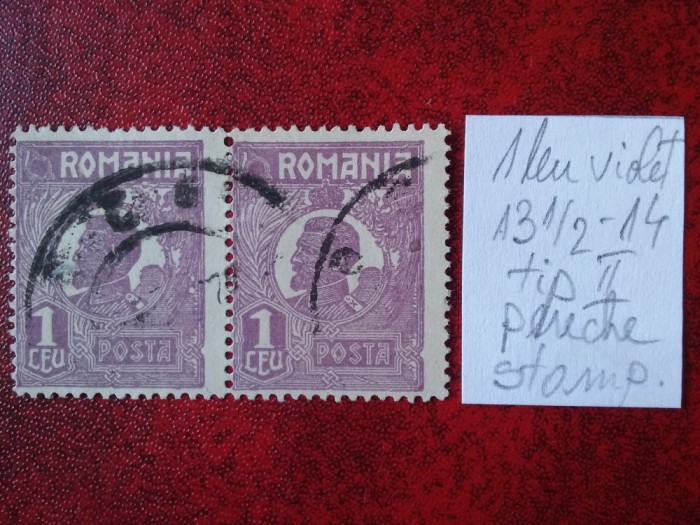 ROMANIA
1
LEU
POSTA
ROMANIA
1
LEU
POSTA
1 leu violet
13 1/2 - 14
tip II
pereche
stamp.